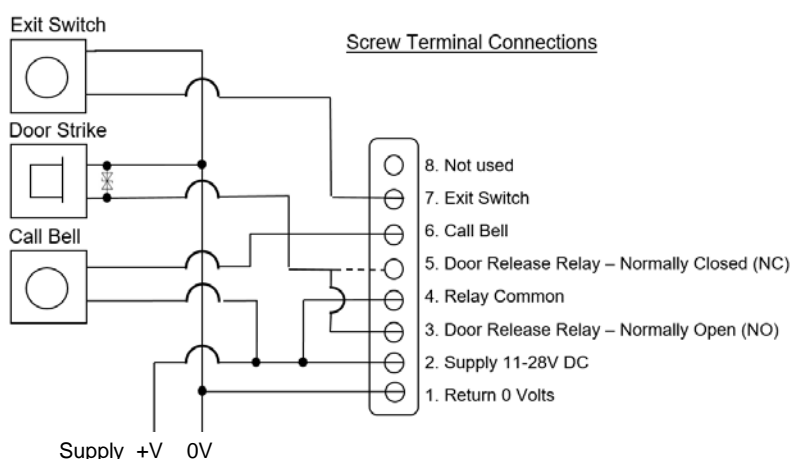 Exit Switch
Screw Terminal Connections
Door Strike
8. Not used
7. Exit Switch
6. Call Bell
Call Bell
5. Door Release Relay – Normally Closed (NC)
4. Relay Common
3. Door Release Relay – Normally Open (NO)
2. Supply 11-28V DC
1. Return 0 Volts
Supply +V 0V